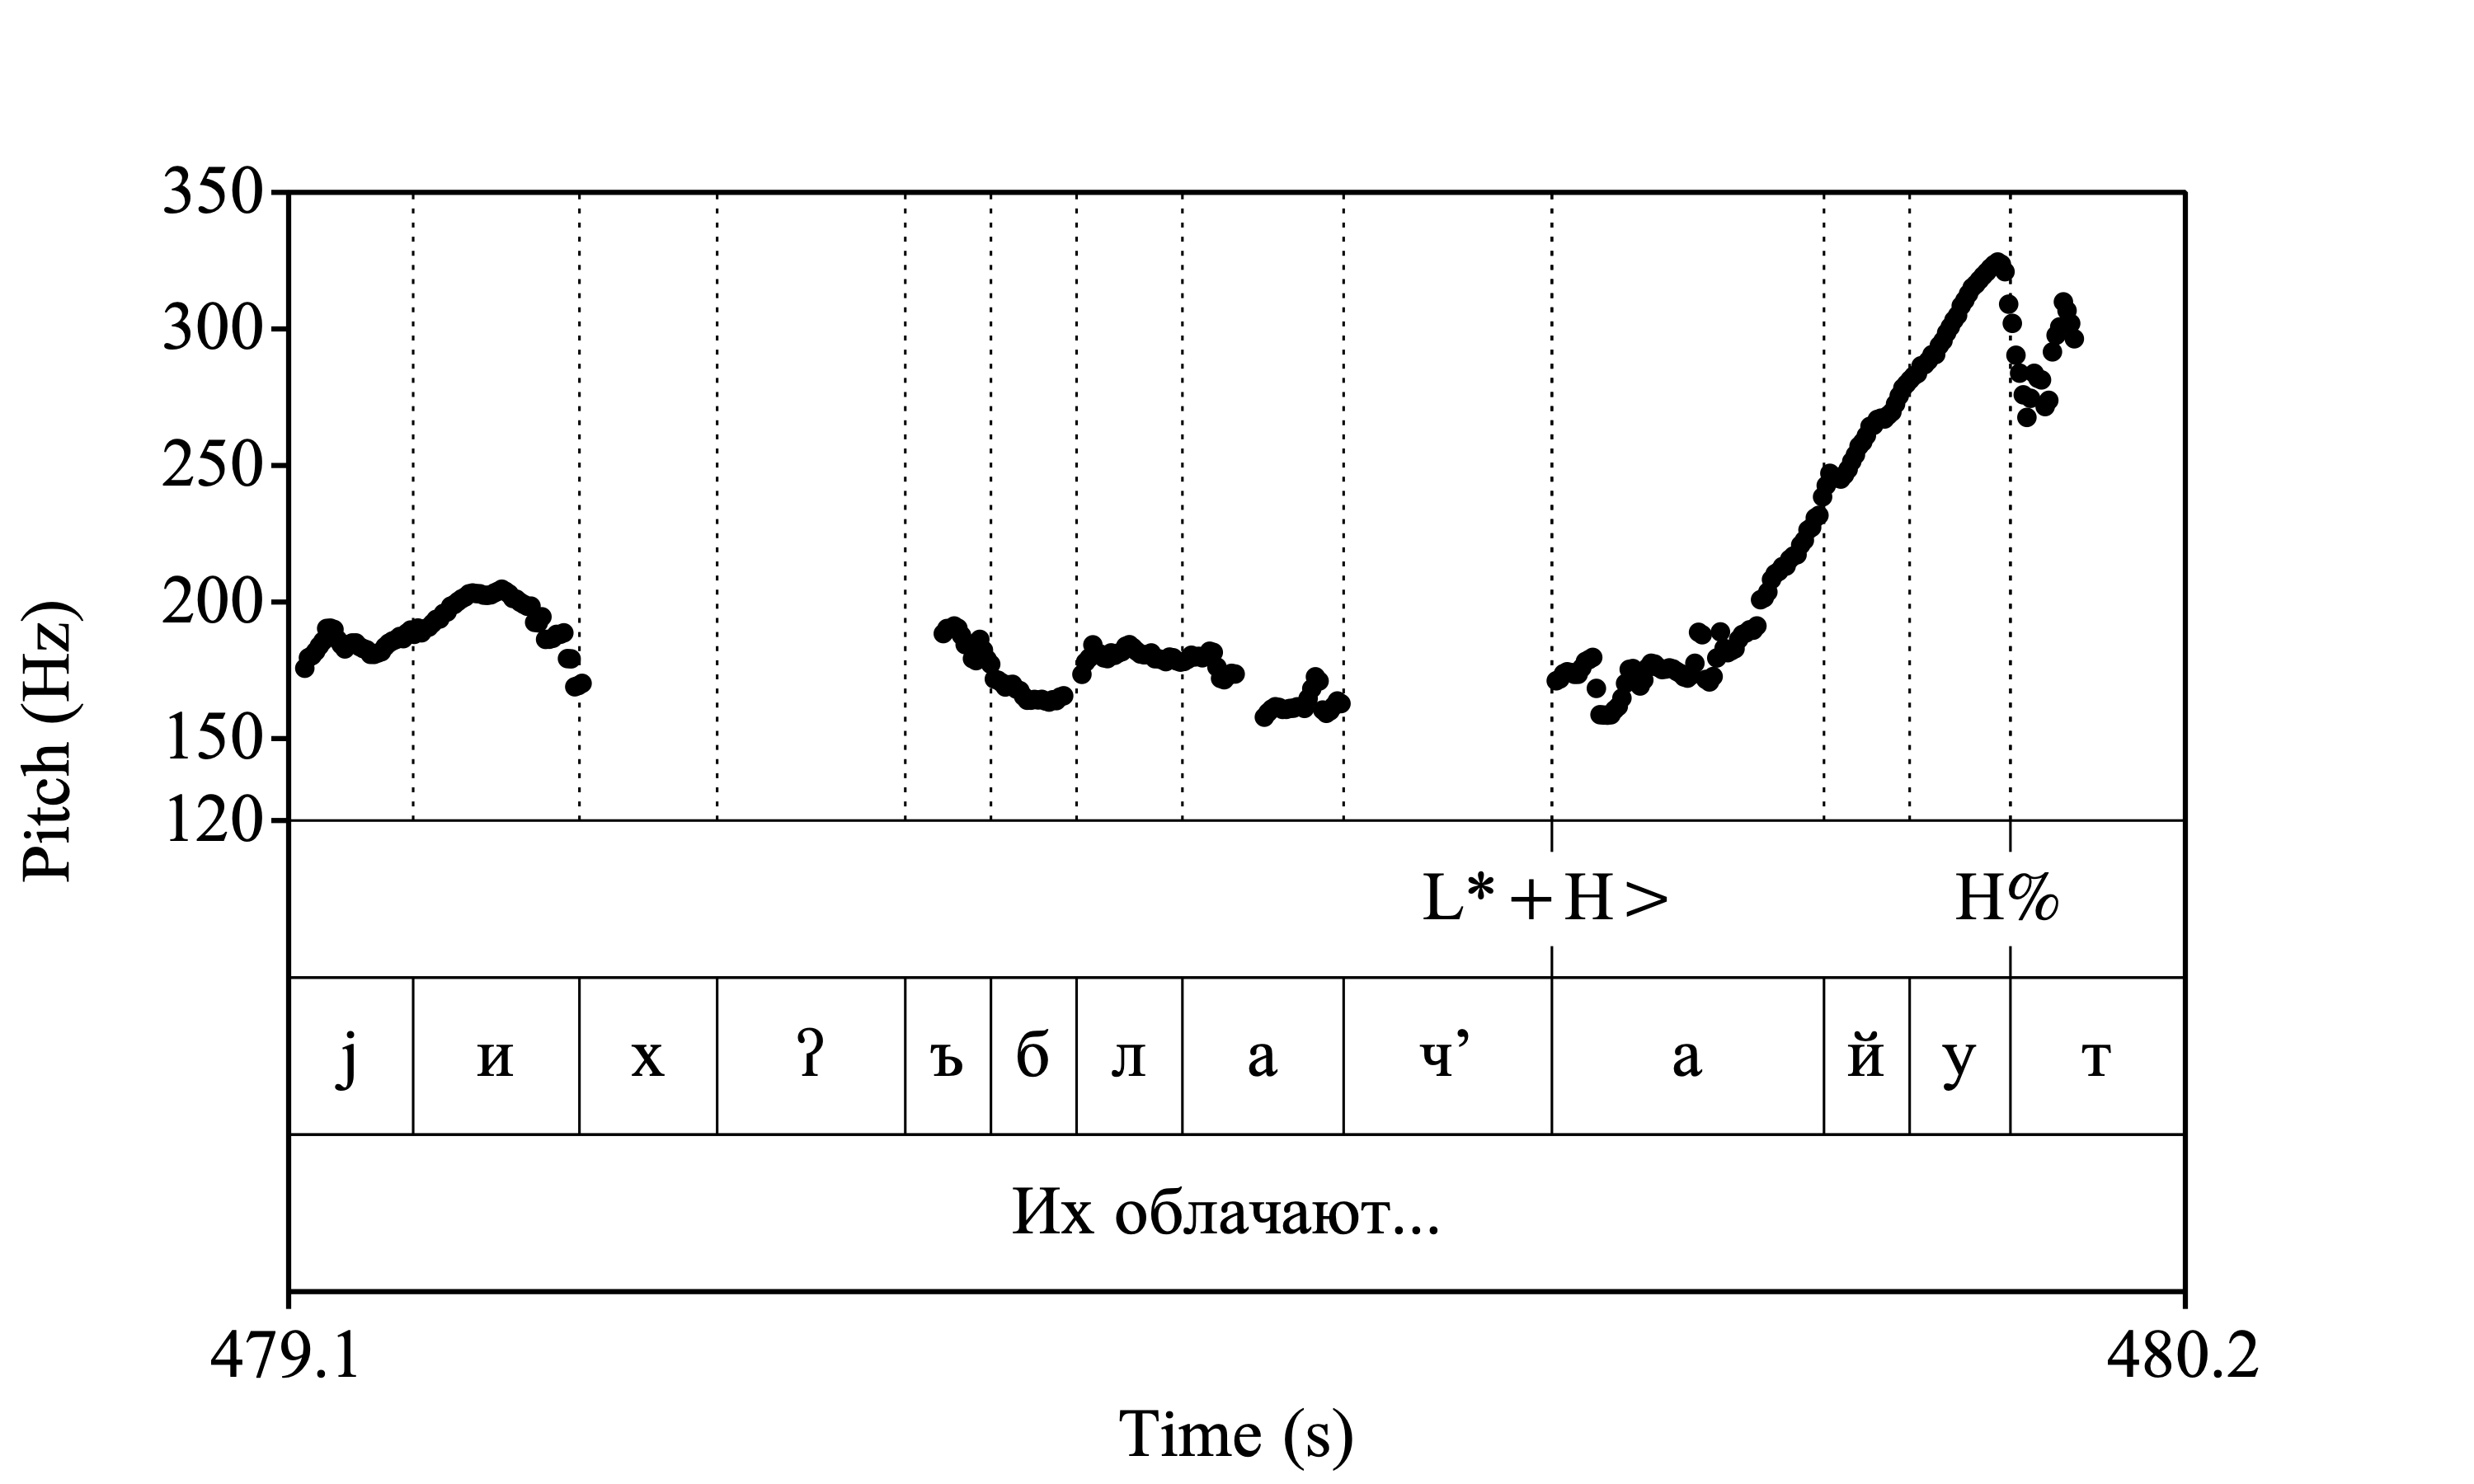 350
300
250
200
150
120
Pitch (Hz)
L*+H> H%
j и х ʔ ъ б л а ч’ а й у т
Их облачают...
479.1 480.2
Time (s)